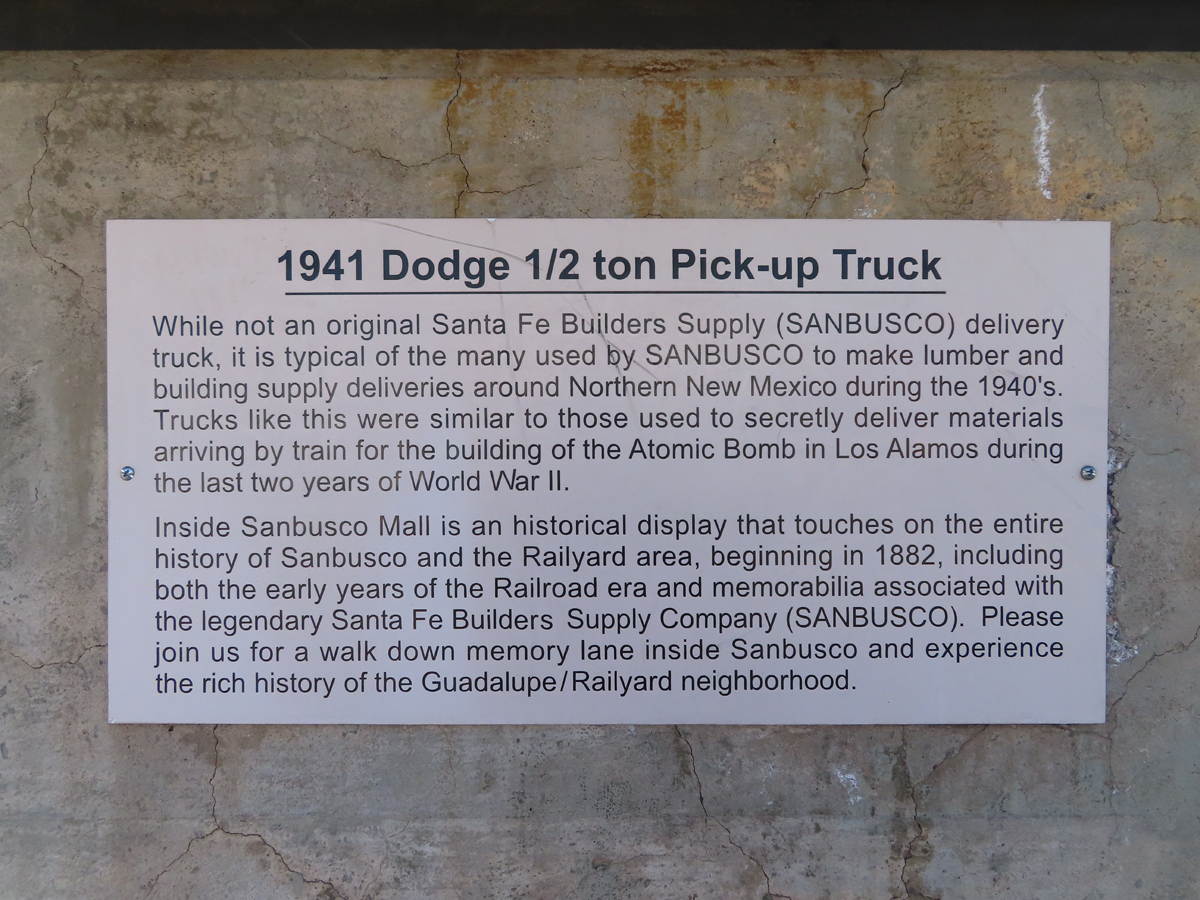 1941 Dodge 1/2 ton Pick-up Truck
While not an original Santa Fe Builders Supply (SANBUSCO) delivery
truck, it is typical of the many used by SANBUSCO to make lumber and
building supply deliveries around Northern New Mexico during the 1940's.
Trucks like this were similar to those used to secretly deliver materials
arriving by train for the building of the Atomic Bomb in Los Alamos during
the last two years of World War II.
Inside Sanbusco Mall is an historical display that touches on the entire
history of Sanbusco and the Railyard area, beginning in 1882, including
both the early years of the Railroad era and memorabilia associated with
the legendary Santa Fe Builders Supply Company (SANBUSCO). Please
join us for a walk down memory lane inside Sanbusco and experience
the rich history of the Guadalupe/Railyard neighborhood.